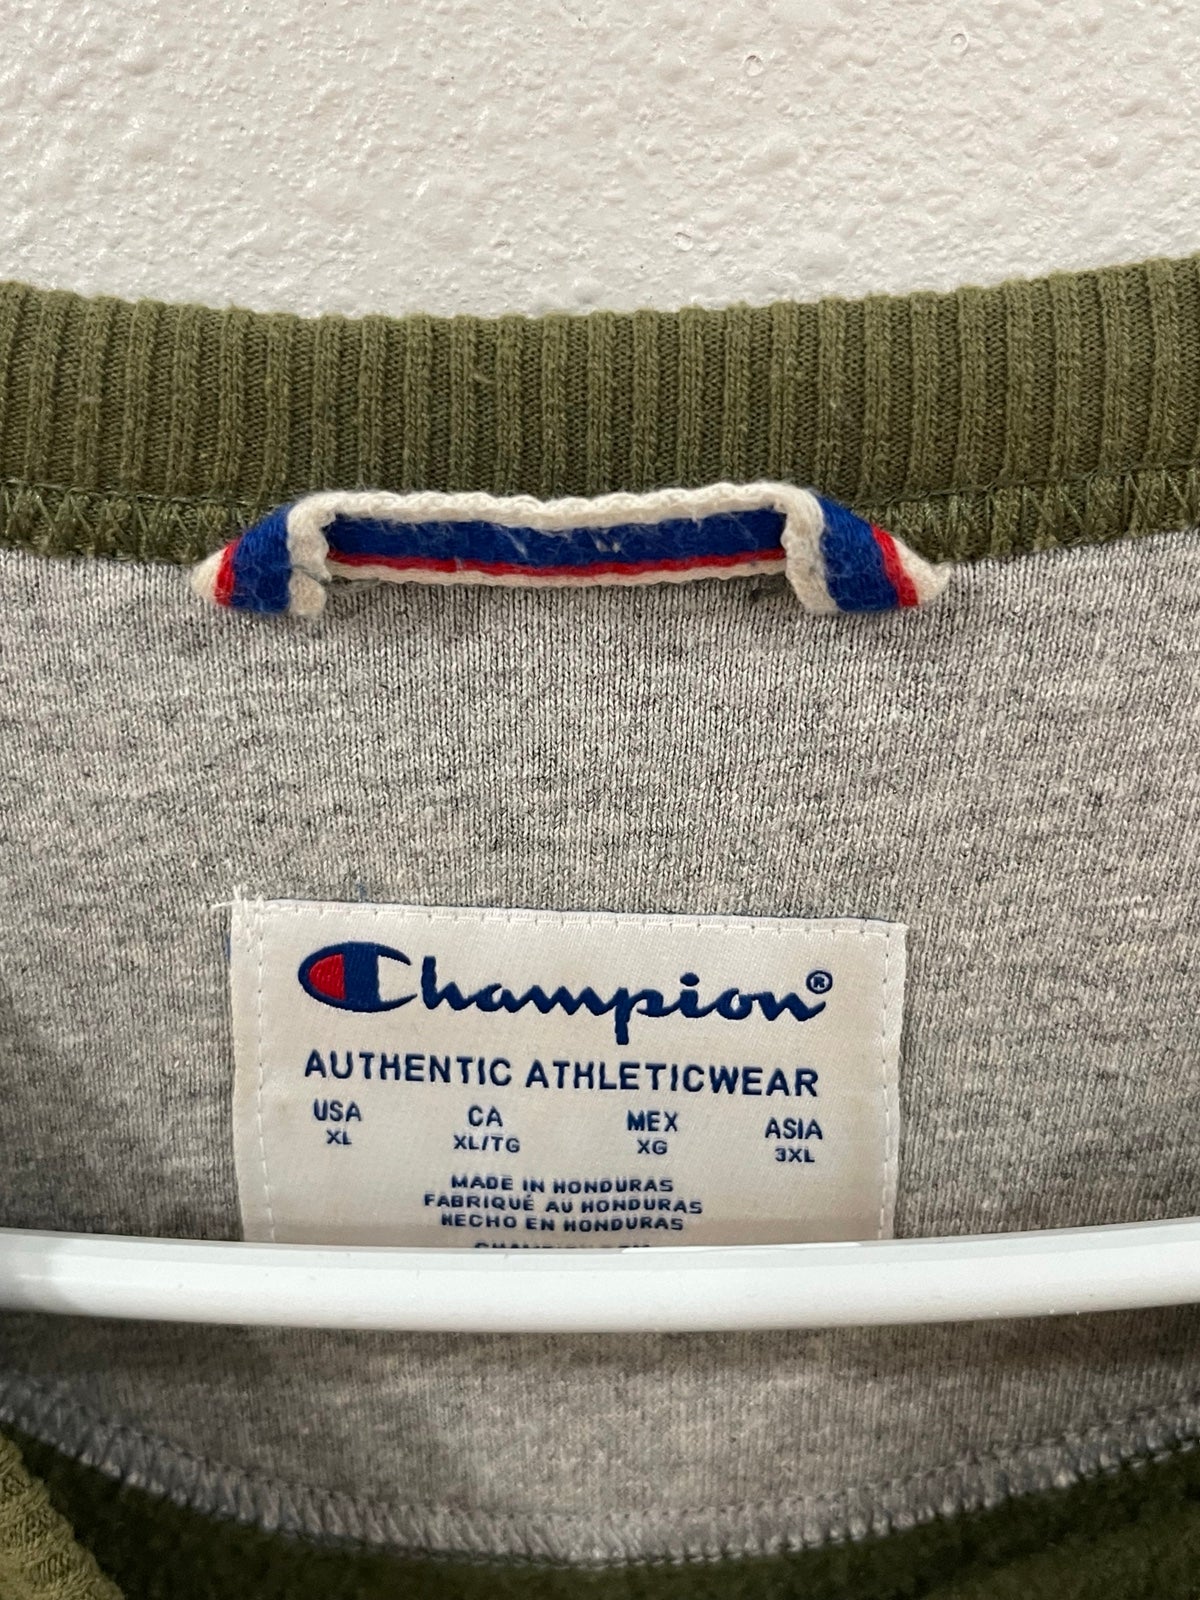 Champion®
AUTHENTIC ATHLETICWEAR
USA CA MEX ASIA
XL XL/TG XG 3XL
MADE IN HONDURAS
FABRIQUÉ AU HONDURAS
HECHO EN HONDURAS